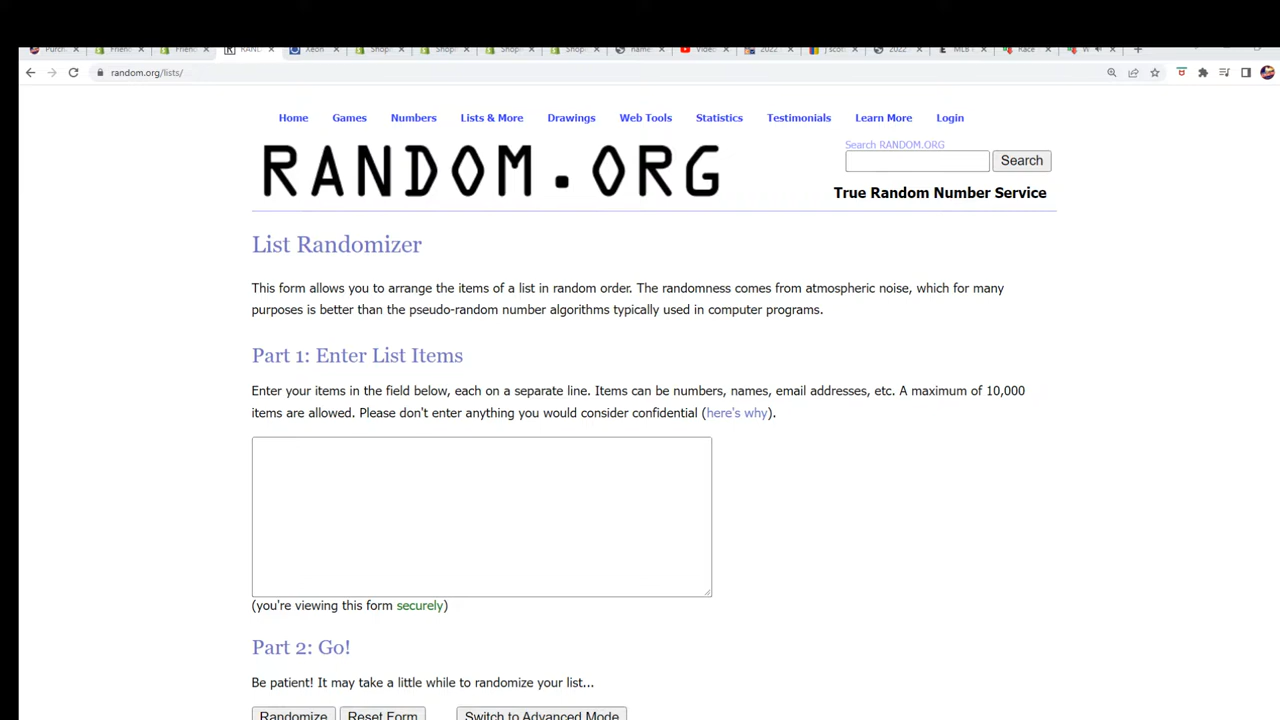 random.org/lists/
Home Games Numbers Lists & More Drawings Web Tools Statistics Testimonials Learn More Login
RANDOM.ORG
Search RANDOM.ORG
Search
True Random Number Service
List Randomizer
This form allows you to arrange the items of a list in random order. The randomness comes from atmospheric noise, which for many
purposes is better than the pseudo-random number algorithms typically used in computer programs.
Part 1: Enter List Items
Enter your items in the field below, each on a separate line. Items can be numbers, names, email addresses, etc. A maximum of 10,000
items are allowed. Please don't enter anything you would consider confidential (here's why).
(you're viewing this form securely)
Part 2: Go!
Be patient! It may take a little while to randomize your list...
Randomize Reset Form Switch to Advanced Mode